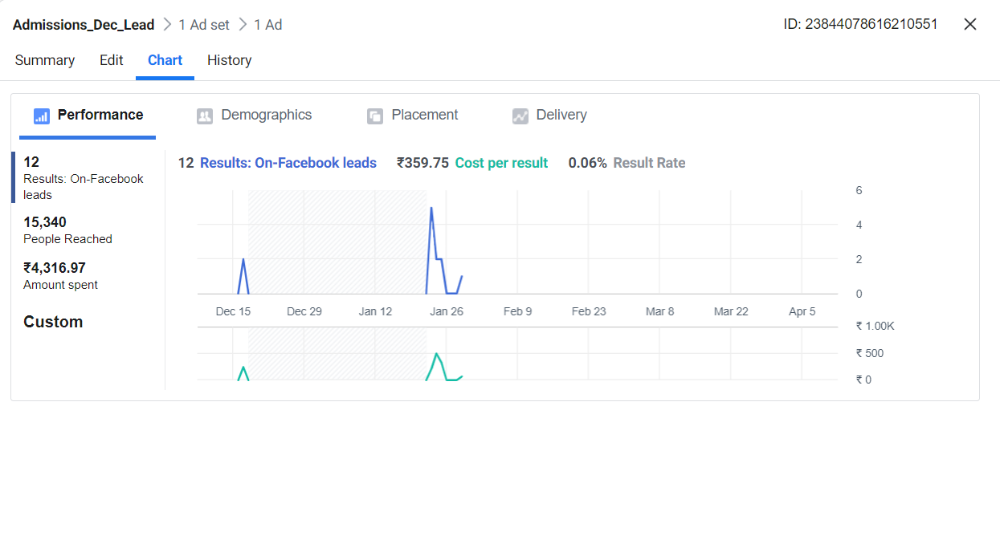 Admissions_Dec_Lead 1 Ad set 1 Ad ID: 23844078616210551
Summary Edit Chart History
Performance Demographics Placement Delivery
12
Results: On-Facebook
leads
15,340
People Reached
₹4,316.97
Amount spent
Custom
12 Results: On-Facebook leads ₹359.75 Cost per result 0.06% Result Rate
6
4
2
0
Dec 15 Dec 29 Jan 12 Jan 26 Feb 9 Feb 23 Mar 8 Mar 22 Apr 5
₹ 1.00K
₹ 500
₹ 0